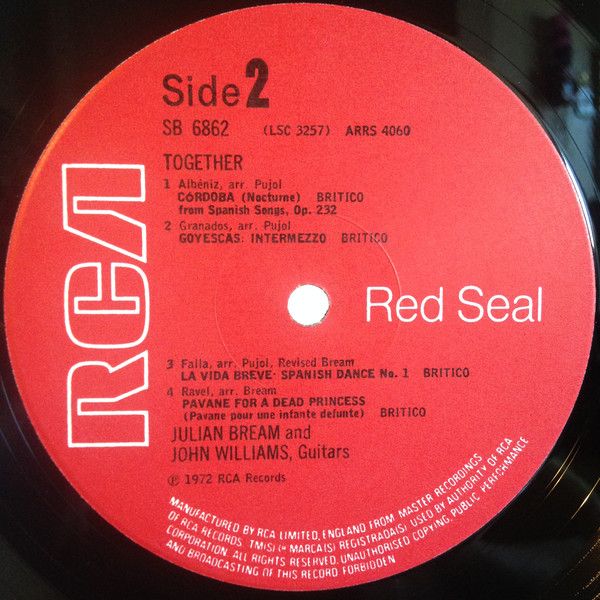 Side 2
SB 6862 (LSC 3257) ARRS 4060
TOGETHER
1 Albéniz, arr. Pujol
CÓRDOBA (Nocturne) BRITICO
from Spanish Songs, Op. 232
2 Granados, arr. Pujol
GOYESCAS: INTERMEZZO BRITICO
RCA
Red Seal
3 Falla, arr. Pujol, Revised Bream
LA VIDA BREVE· SPANISH DANCE No. 1 BRITICO
4 Ravel, arr. Bream
PAVANE FOR A DEAD PRINCESS
(Pavane pour une infante defunte) BRITICO
JULIAN BREAM and
JOHN WILLIAMS, Guitars
℗ 1972 RCA Records
MANUFACTURED BY RCA LIMITED, ENGLAND FROM MASTER RECORDINGS
OF RCA RECORDS. TM(S) ® MARCA(S) REGISTRADA(S) USED BY AUTHORITY OF RCA
CORPORATION. ALL RIGHTS RESERVED. UNAUTHORISED COPYING, PUBLIC PERFORMANCE
AND BROADCASTING OF THIS RECORD FORBIDDEN